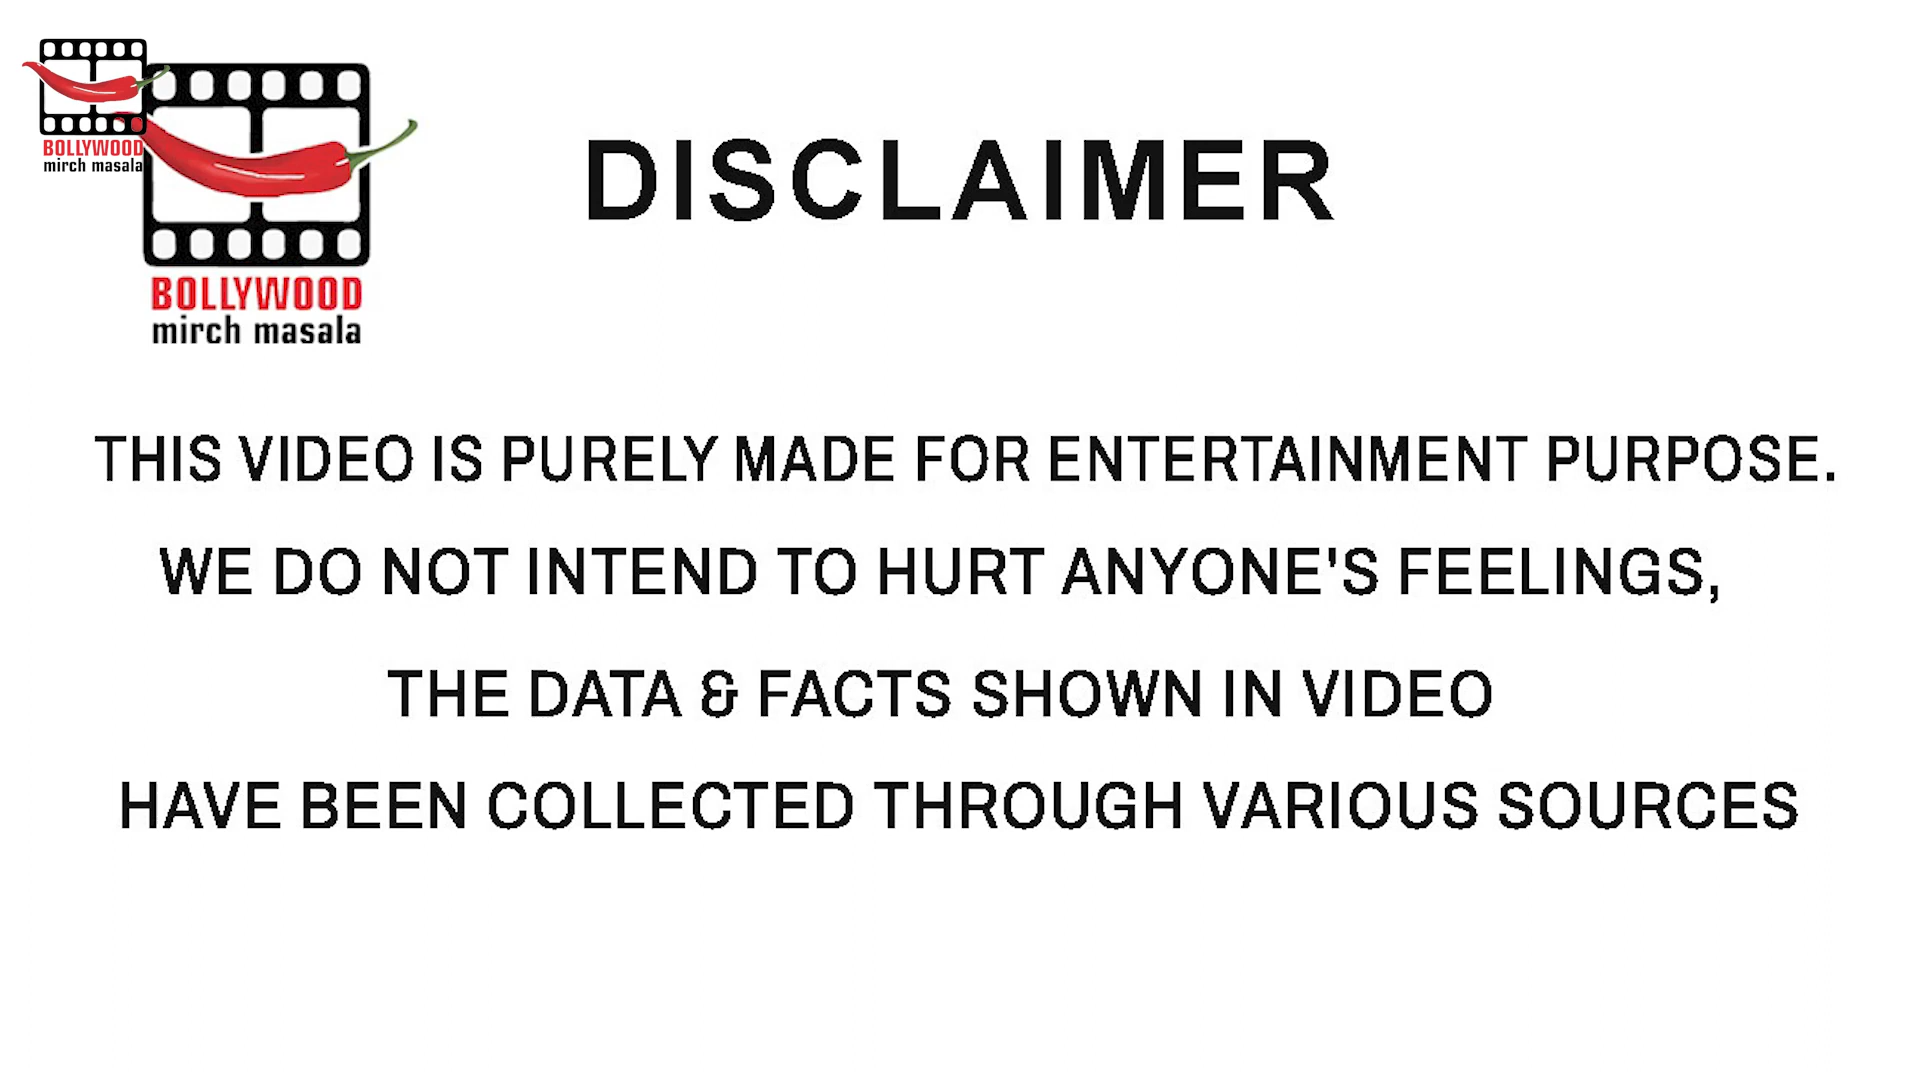 BOLLYWOOD
mirch masala
BOLLYWOOD
mirch masala
DISCLAIMER
THIS VIDEO IS PURELY MADE FOR ENTERTAINMENT PURPOSE.
WE DO NOT INTEND TO HURT ANYONE'S FEELINGS,
THE DATA & FACTS SHOWN IN VIDEO
HAVE BEEN COLLECTED THROUGH VARIOUS SOURCES